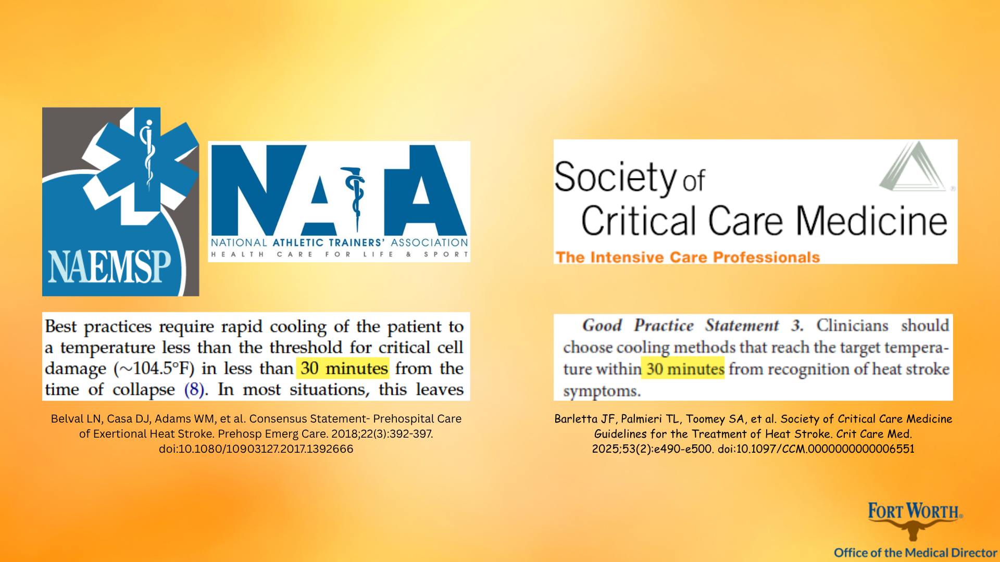 NAEMSP
NATA
NATIONAL ATHLETIC TRAINERS' ASSOCIATION
HEALTH CARE FOR LIFE & SPORT
Best practices require rapid cooling of the patient to
a temperature less than the threshold for critical cell
damage (~104.5°F) in less than 30 minutes from the
time of collapse (8). In most situations, this leaves
Belval LN, Casa DJ, Adams WM, et al. Consensus Statement- Prehospital Care
of Exertional Heat Stroke. Prehosp Emerg Care. 2018;22(3):392-397.
doi:10.1080/10903127.2017.1392666
Society of
Critical Care Medicine
®
The Intensive Care Professionals
Good Practice Statement 3. Clinicians should
choose cooling methods that reach the target tempera-
ture within 30 minutes from recognition of heat stroke
symptoms.
Barletta JF, Palmieri TL, Toomey SA, et al. Society of Critical Care Medicine
Guidelines for the Treatment of Heat Stroke. Crit Care Med.
2025;53(2):e490-e500. doi:10.1097/CCM.0000000000006551
FORT WORTH®
Office of the Medical Director